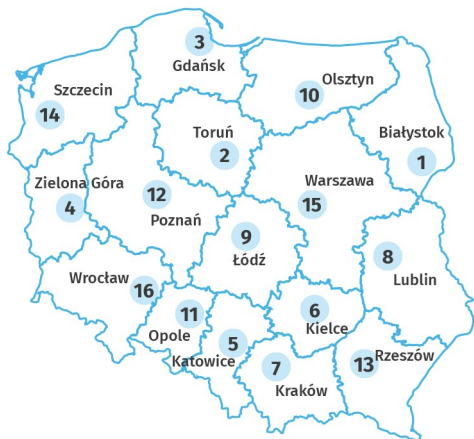 3
Gdańsk
Olsztyn
10
Szczecin
14
Toruń
2
Białystok
1
Zielona Góra
4
12
Poznań
Warszawa
15
9
Łódź
8
Lublin
Wrocław
16
11
Opole
6
Kielce
5
Katowice
7
Kraków
13
Rzeszów